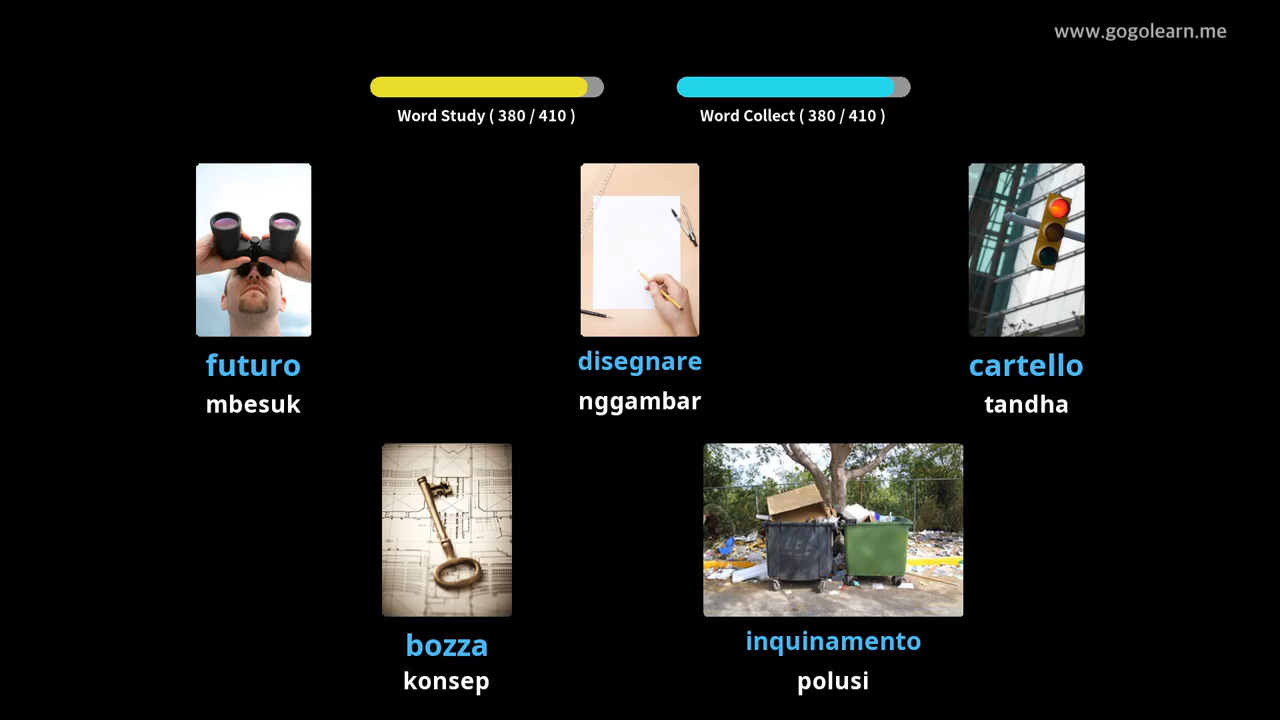 www.gogolearn.me
Word Study ( 380 / 410 )
Word Collect ( 380 / 410 )
futuro
mbesuk
disegnare
nggambar
cartello
tandha
bozza
konsep
inquinamento
polusi